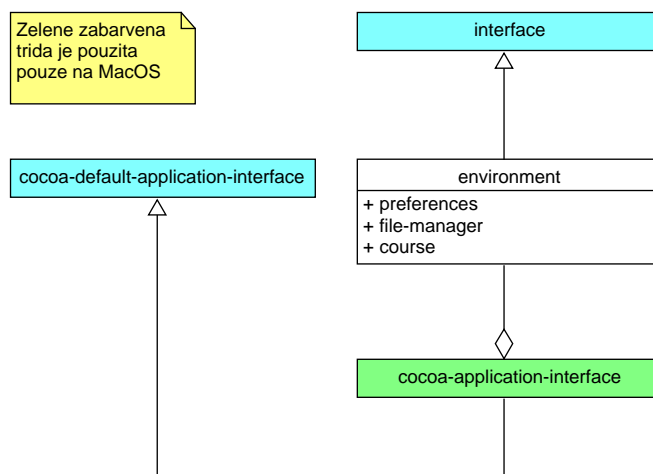 Zelene zabarvena
trida je pouzita
pouze na MacOS
interface
cocoa-default-application-interface
environment
+ preferences
+ file-manager
+ course
cocoa-application-interface